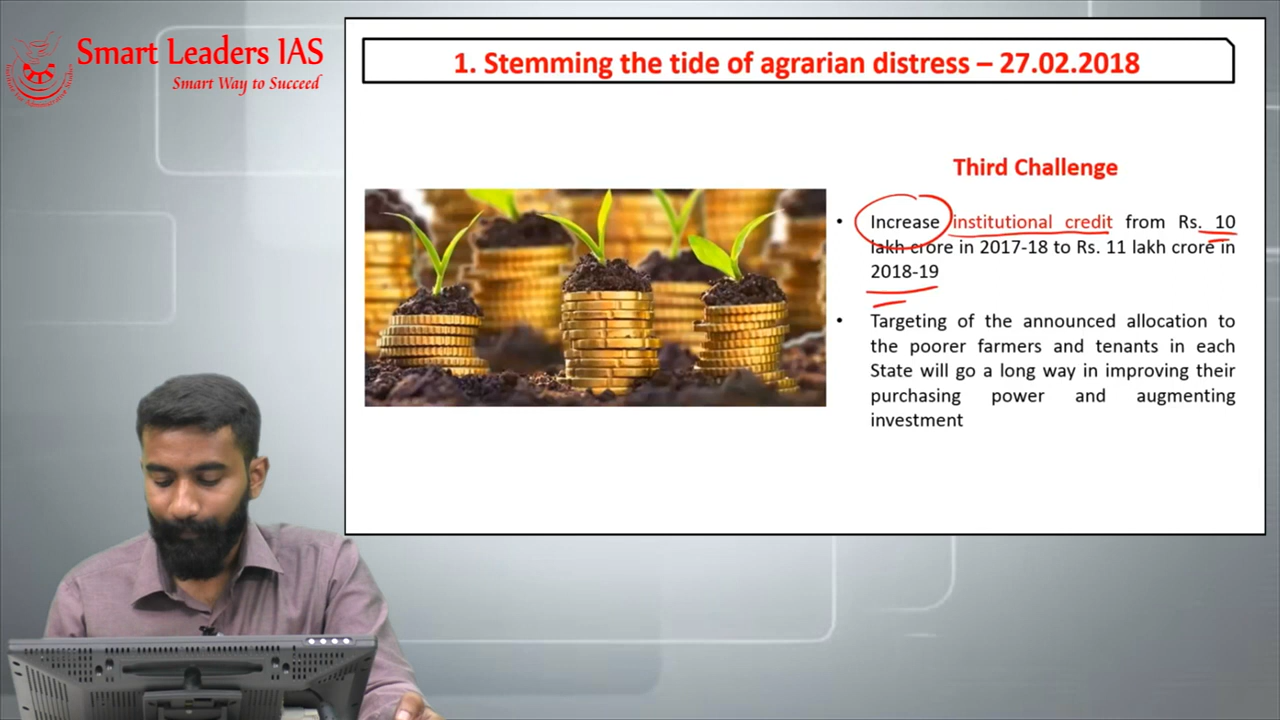 Smart Leaders IAS
Smart Way to Succeed
1. Stemming the tide of agrarian distress – 27.02.2018
Third Challenge
• Increase institutional credit from Rs. 10
lakh crore in 2017-18 to Rs. 11 lakh crore in
2018-19
• Targeting of the announced allocation to
the poorer farmers and tenants in each
State will go a long way in improving their
purchasing power and augmenting
investment